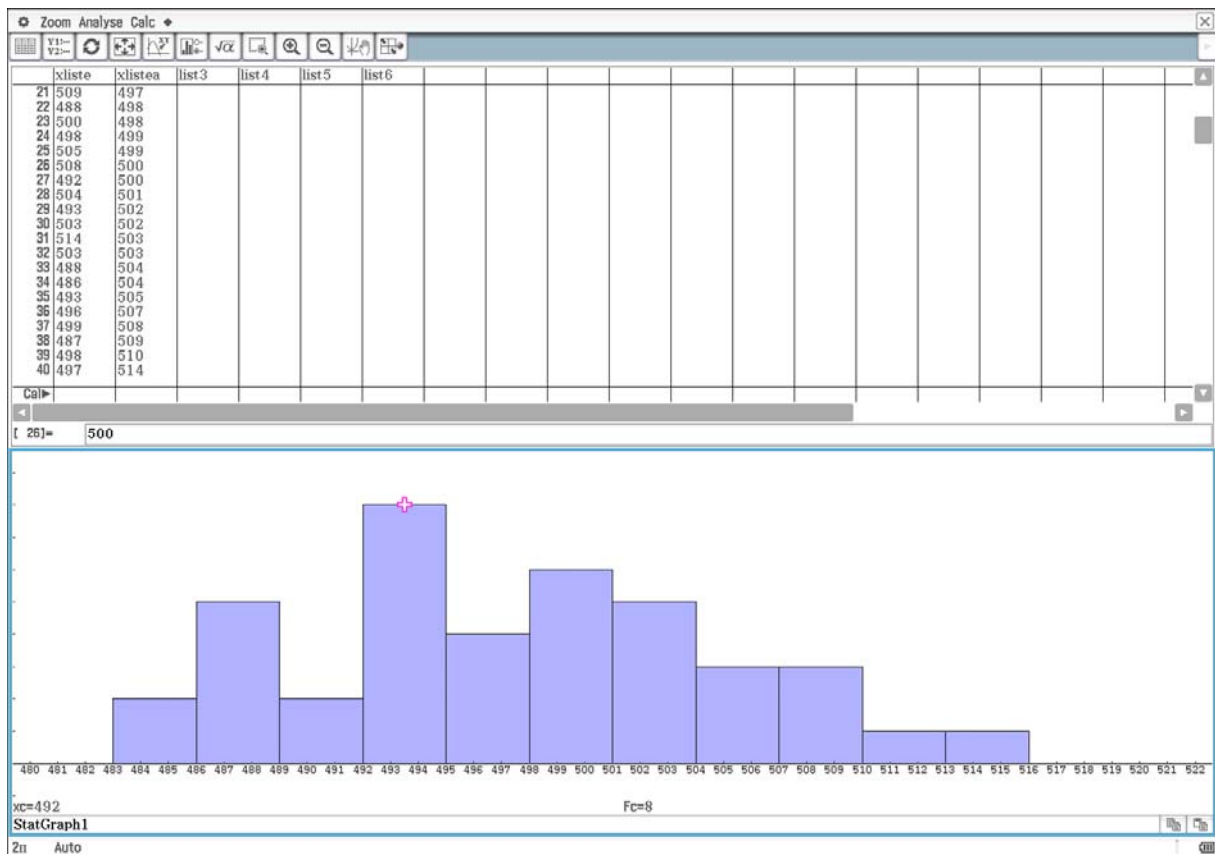 Zoom Analyse Calc
Y1:— Y2:— XY √α
xliste xlistea list3 list4 list5 list6
21 509 497
22 488 498
23 500 498
24 498 499
25 505 499
26 508 500
27 492 500
28 504 501
29 493 502
30 503 502
31 514 503
32 503 503
33 488 504
34 486 504
35 493 505
36 496 507
37 499 508
38 487 509
39 498 510
40 497 514
Cal▶
[ 26]= 500
480 481 482 483 484 485 486 487 488 489 490 491 492 493 494 495 496 497 498 499 500 501 502 503 504 505 506 507 508 509 510 511 512 513 514 515 516 517 518 519 520 521 522
xc=492 Fc=8
StatGraph1
2π Auto